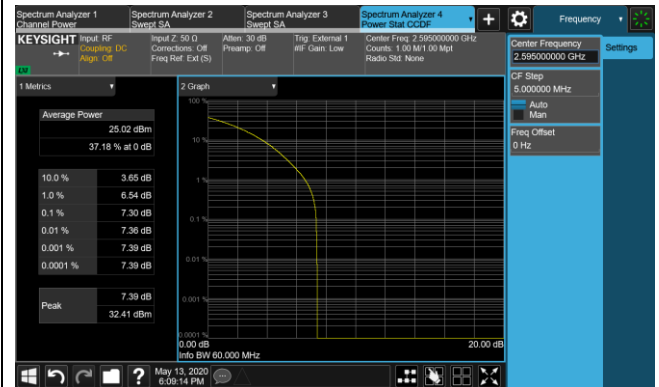 Spectrum Analyzer 1
Channel Power
Spectrum Analyzer 2
Swept SA
Spectrum Analyzer 3
Swept SA
Spectrum Analyzer 4
Power Stat CCDF
+
Frequency
KEYSIGHT
Input: RF
Coupling: DC
Align: Off
Input Z: 50 Ω
Corrections: Off
Freq Ref: Ext (S)
Atten: 30 dB
Preamp: Off
Trig: External 1
#IF Gain: Low
Center Freq: 2.595000000 GHz
Counts: 1.00 M/1.00 Mpt
Radio Std: None
Center Frequency
2.595000000 GHz
Settings
CF Step
5.000000 MHz
Auto
Man
Freq Offset
0 Hz
1 Metrics
2 Graph
Average Power
25.02 dBm
37.18 % at 0 dB
10.0 % 3.65 dB
1.0 % 6.54 dB
0.1 % 7.30 dB
0.01 % 7.36 dB
0.001 % 7.39 dB
0.0001 % 7.39 dB
Peak
7.39 dB
32.41 dBm
100 %
10 %
1 %
0.1 %
0.01 %
0.001 %
0.0001 %
0.00 dB
20.00 dB
Info BW 60.000 MHz
?
May 13, 2020
6:09:14 PM